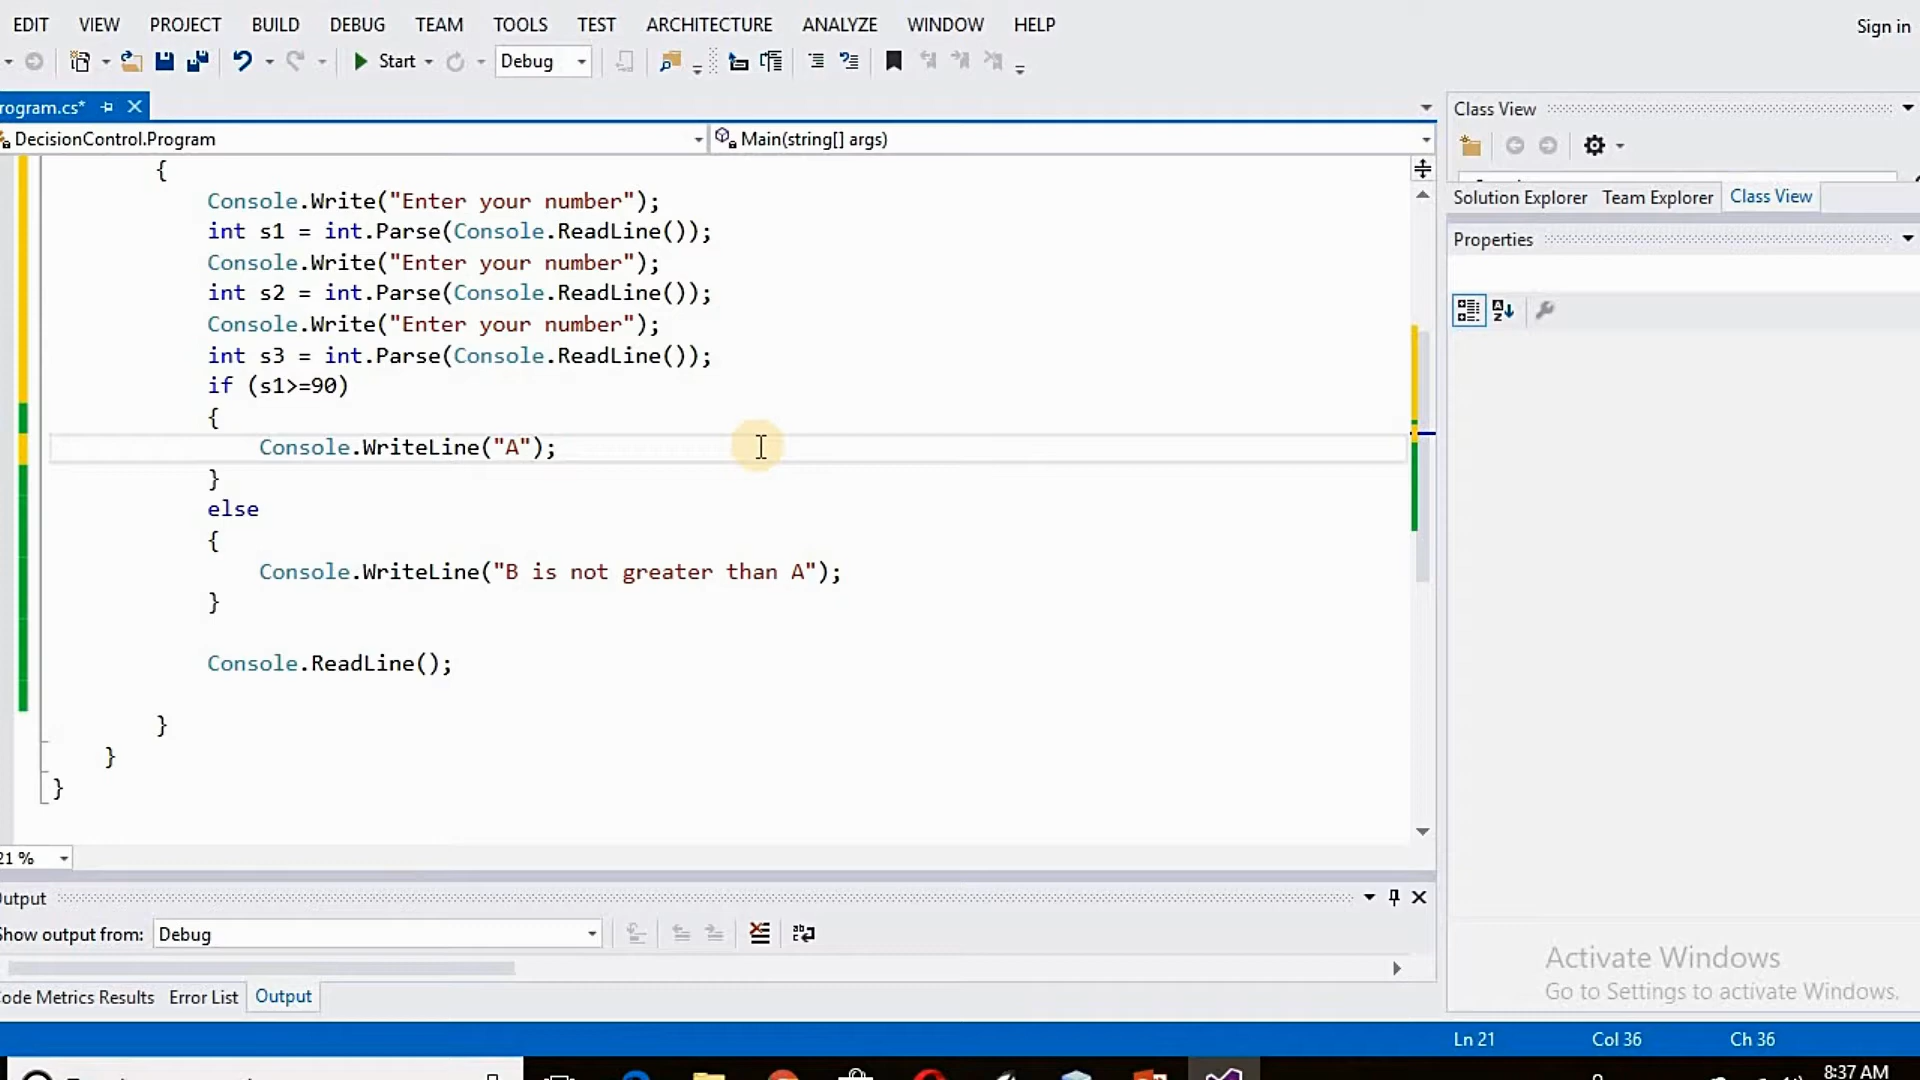 EDIT VIEW PROJECT BUILD DEBUG TEAM TOOLS TEST ARCHITECTURE ANALYZE WINDOW HELP
Sign in
Start Debug
rogram.cs*
DecisionControl.Program Main(string[] args)
{
Console.Write("Enter your number");
int s1 = int.Parse(Console.ReadLine());
Console.Write("Enter your number");
int s2 = int.Parse(Console.ReadLine());
Console.Write("Enter your number");
int s3 = int.Parse(Console.ReadLine());
if (s1>=90)
{
Console.WriteLine("A");
}
else
{
Console.WriteLine("B is not greater than A");
}
Console.ReadLine();
}
}
}
21 %
utput
Show output from: Debug
ode Metrics Results Error List Output
Class View
Solution Explorer Team Explorer Class View
Properties
Activate Windows
Go to Settings to activate Windows.
Ln 21 Col 36 Ch 36
8:37 AM